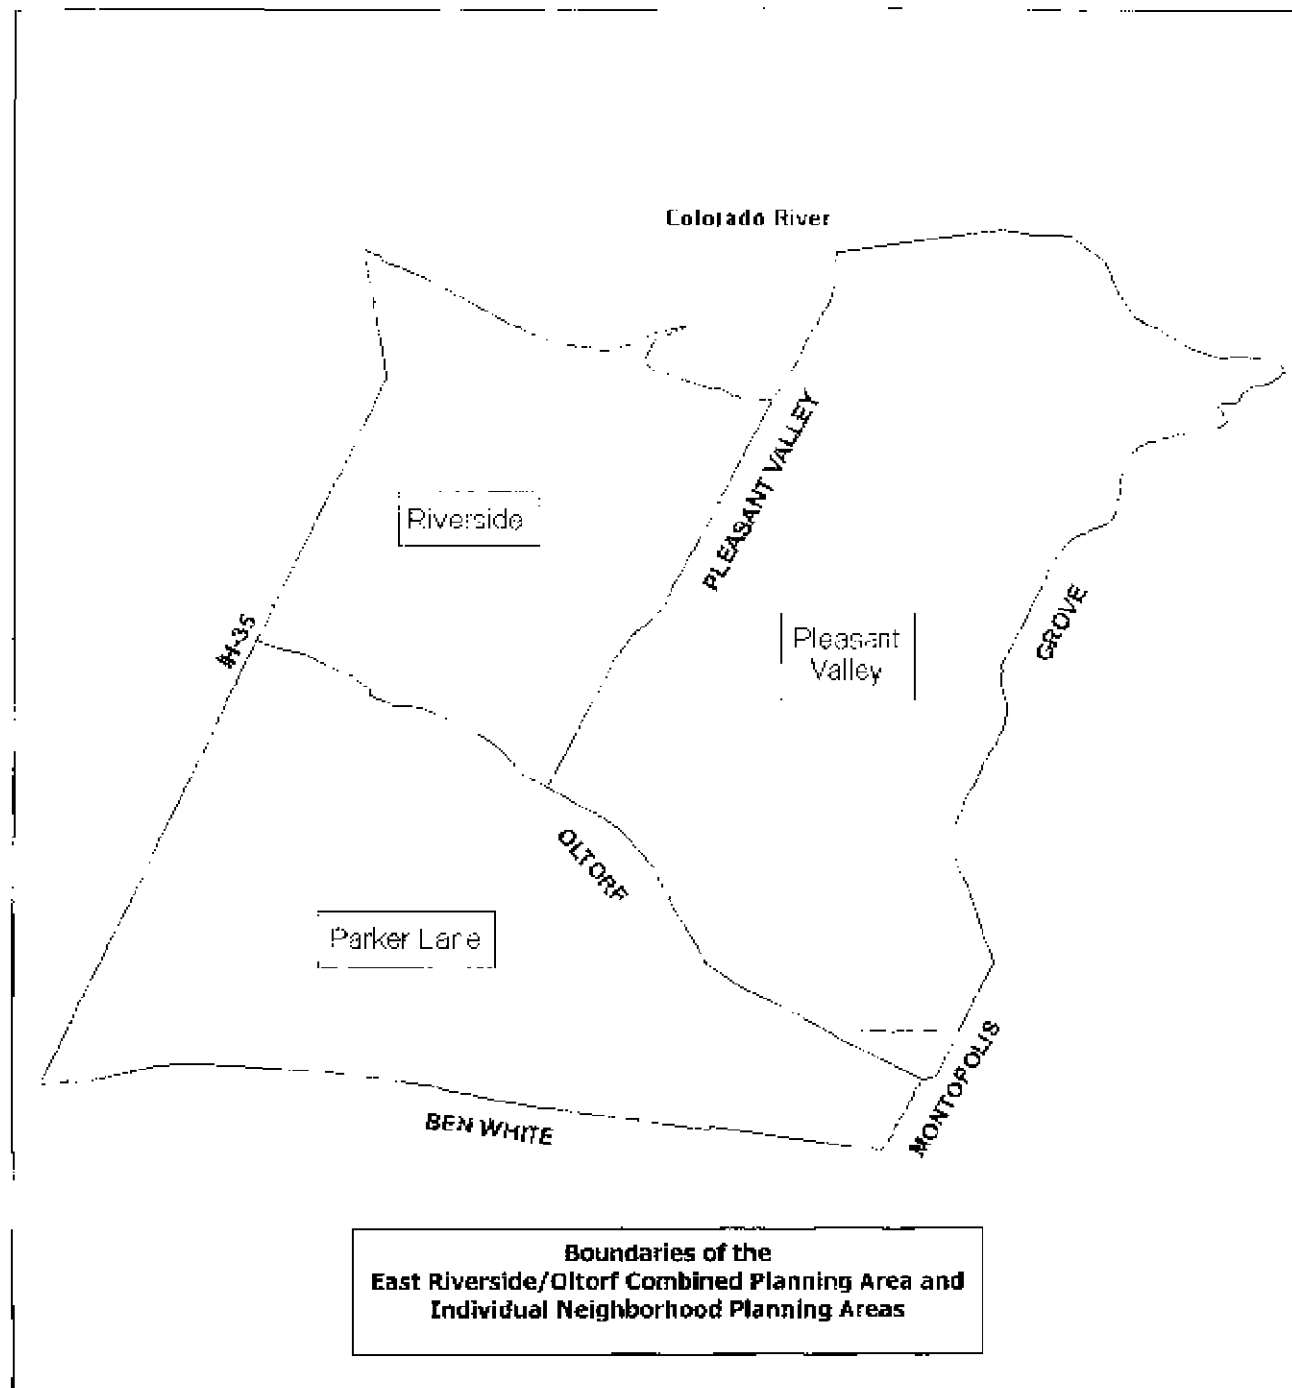 Colorado River
Riverside
PLEASANT VALLEY
IH-35
Pleasant
Valley
GROVE
OLTORF
Parker Lane
MONTOPOLIS
BEN WHITE
Boundaries of the
East Riverside/Oltorf Combined Planning Area and
Individual Neighborhood Planning Areas